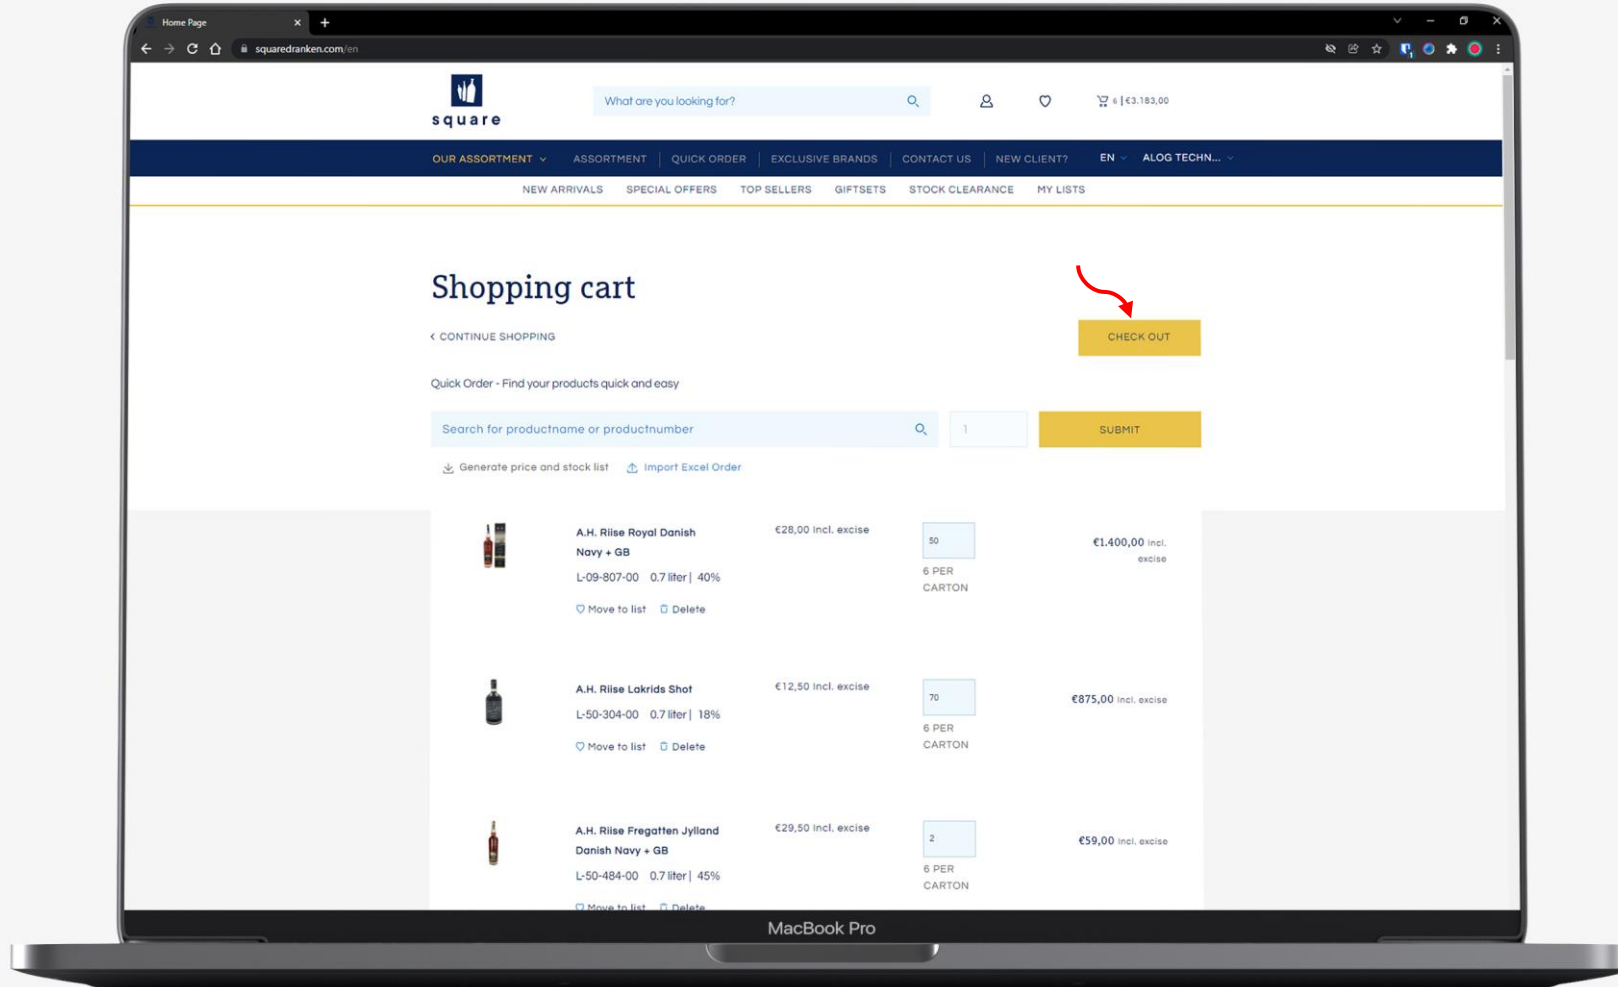 Home Page
squaredranken.com/en
square
What are you looking for?
6 | €3.183,00
OUR ASSORTMENT
ASSORTMENT
QUICK ORDER
EXCLUSIVE BRANDS
CONTACT US
NEW CLIENT?
EN
ALOG TECHN...
NEW ARRIVALS
SPECIAL OFFERS
TOP SELLERS
GIFTSETS
STOCK CLEARANCE
MY LISTS
Shopping cart
CONTINUE SHOPPING
CHECK OUT
Quick Order - Find your products quick and easy
Search for productname or productnumber
1
SUBMIT
Generate price and stock list
Import Excel Order
A.H. Riise Royal Danish
Navy + GB
L-09-807-00 0.7 liter | 40%
Move to list
Delete
€28,00 Incl. excise
50
6 PER
CARTON
€1.400,00 Incl.
excise
A.H. Riise Lakrids Shot
L-50-304-00 0.7 liter | 18%
Move to list
Delete
€12,50 Incl. excise
70
6 PER
CARTON
€875,00 Incl. excise
A.H. Riise Fregatten Jylland
Danish Navy + GB
L-50-484-00 0.7 liter | 45%
Move to list
Delete
€29,50 Incl. excise
2
6 PER
CARTON
€59,00 Incl. excise
MacBook Pro